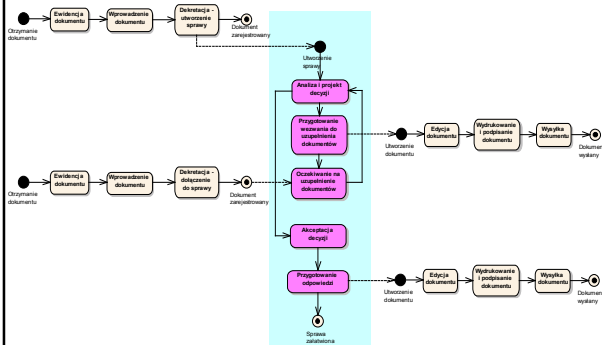 Otrzymanie
dokumentu
Ewidencja
dokumentu
Wprowadzenie
dokumentu
Dekretacja -
utworzenie
sprawy
Dokument
zarejestrowany
Utworzenie
sprawy
Analiza i projekt
decyzji
Przygotowanie
wezwania do
uzupełnienia
dokumentów
Utworzenie
dokumentu
Edycja
dokumentu
Wydrukowanie
i podpisanie
dokumentu
Wysyłka
dokumentu
Dokumen
wysłany
Otrzymanie
dokumentu
Ewidencja
dokumentu
Wprowadzenie
dokumentu
Dekretacja -
dołączenie
do sprawy
Dokument
zarejestrowany
Oczekiwanie na
uzupełnienie
dokumentów
Akceptacja
decyzji
Przygotowanie
odpowiedzi
Utworzenie
dokumentu
Edycja
dokumentu
Wydrukowanie
i podpisanie
dokumentu
Wysyłka
dokumentu
Dokumen
wysłany
Sprawa
załatwiona